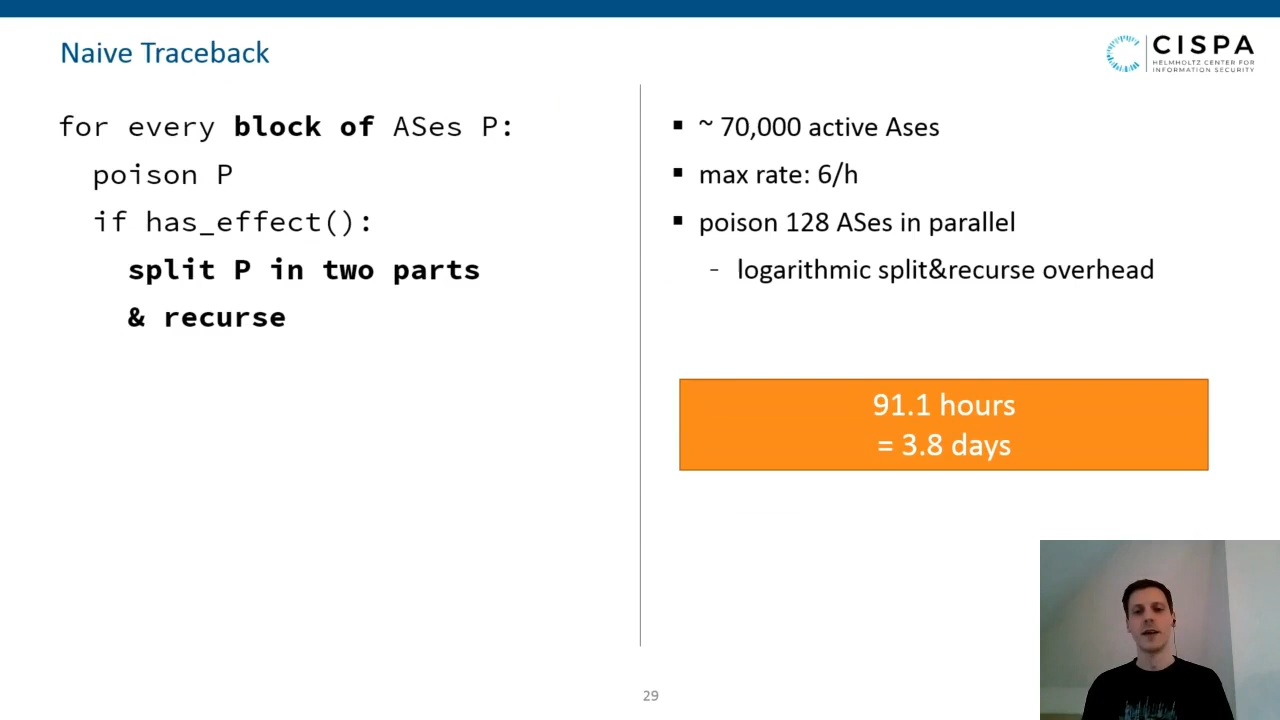 Naive Traceback
CISPA
HELMHOLTZ CENTER FOR
INFORMATION SECURITY
for every block of ASes P:
poison P
if has_effect():
split P in two parts
& recurse
▪ ~ 70,000 active Ases
▪ max rate: 6/h
▪ poison 128 ASes in parallel
- logarithmic split&recurse overhead
91.1 hours
= 3.8 days
29